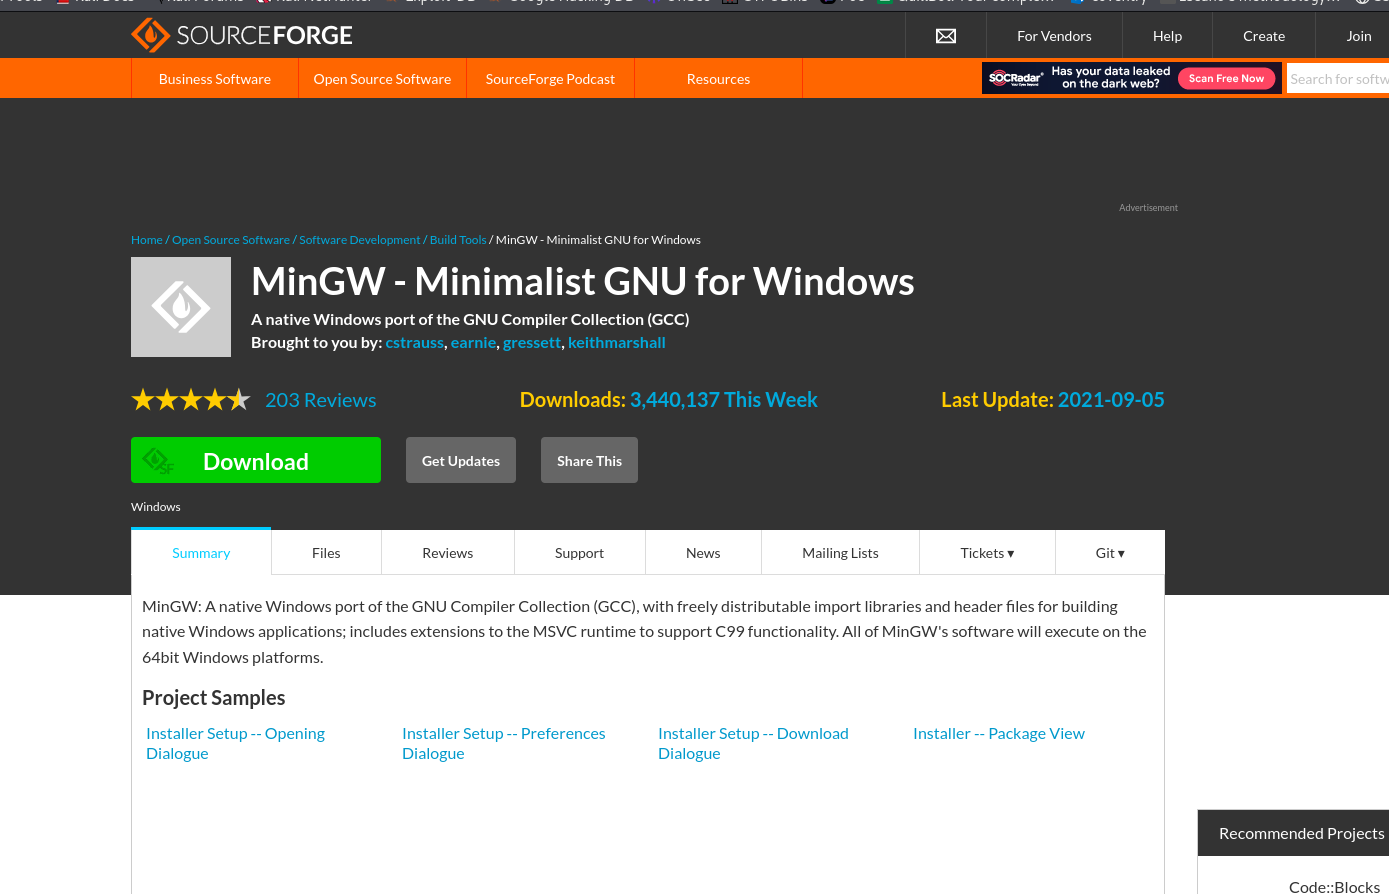 SOURCEFORGE
For Vendors
Help
Create
Join
Business Software
Open Source Software
SourceForge Podcast
Resources
SOCRadar
Has your data leaked
on the dark web?
Scan Free Now
Search for softw
Advertisement
Home / Open Source Software / Software Development / Build Tools / MinGW - Minimalist GNU for Windows
MinGW - Minimalist GNU for Windows
A native Windows port of the GNU Compiler Collection (GCC)
Brought to you by: cstrauss, earnie, gressett, keithmarshall
203 Reviews
Downloads: 3,440,137 This Week
Last Update: 2021-09-05
SF
Download
Get Updates
Share This
Windows
Summary
Files
Reviews
Support
News
Mailing Lists
Tickets ▾
Git ▾
MinGW: A native Windows port of the GNU Compiler Collection (GCC), with freely distributable import libraries and header files for building
native Windows applications; includes extensions to the MSVC runtime to support C99 functionality. All of MinGW's software will execute on the
64bit Windows platforms.
Project Samples
Installer Setup -- Opening
Dialogue
Installer Setup -- Preferences
Dialogue
Installer Setup -- Download
Dialogue
Installer -- Package View
Recommended Projects
Code::Blocks